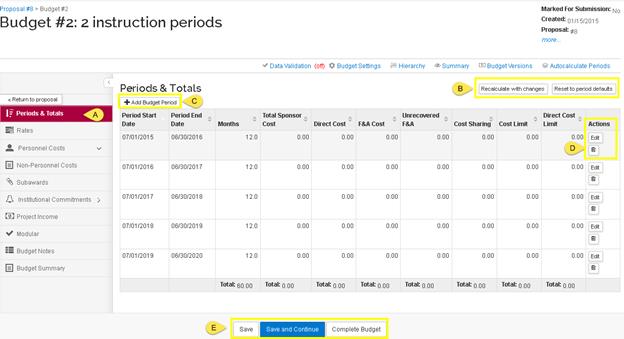 Proposal #8 > Budget #2
Budget #2: 2 instruction periods
Marked For Submission: No
Created: 01/15/2015
Proposal: #8
more...
Data Validation (off) Budget Settings Hierarchy Summary Budget Versions Autocalculate Periods
« Return to proposal
Periods & Totals A
Rates
Personnel Costs
Non-Personnel Costs
Subawards
Institutional Commitments
Project Income
Modular
Budget Notes
Budget Summary
Periods & Totals
B Recalculate with changes Reset to period defaults
+ Add Budget Period C
Period Start Date Period End Date Months Total Sponsor Cost Direct Cost F&A Cost Unrecovered F&A Cost Sharing Cost Limit Direct Cost Limit Actions
07/01/2015 06/30/2016 12.0 0.00 0.00 0.00 0.00 0.00 0.00 0.00 Edit
D
07/01/2016 06/30/2017 12.0 0.00 0.00 0.00 0.00 0.00 0.00 0.00 Edit
07/01/2017 06/30/2018 12.0 0.00 0.00 0.00 0.00 0.00 0.00 0.00 Edit
07/01/2018 06/30/2019 12.0 0.00 0.00 0.00 0.00 0.00 0.00 0.00 Edit
07/01/2019 06/30/2020 12.0 0.00 0.00 0.00 0.00 0.00 0.00 0.00 Edit
Total: 60.00 Total: 0.00 Total: 0.00 Total: 0.00 Total: 0.00 Total: 0.00 Total: 0.00 Total: 0.00
E Save Save and Continue Complete Budget